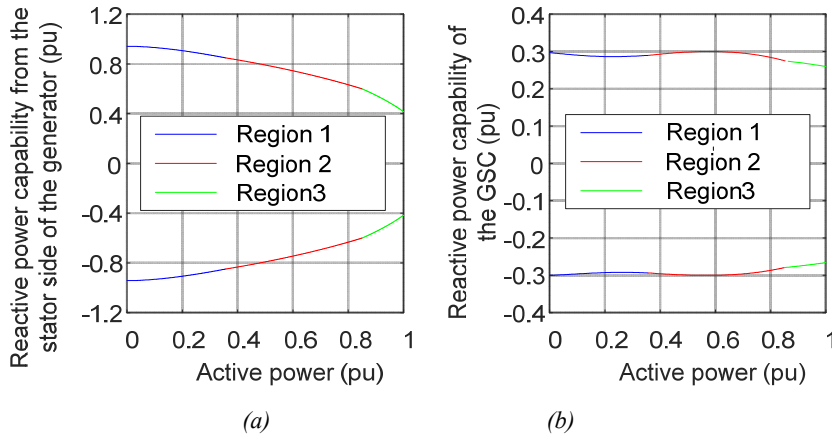 Reactive power capability from the
stator side of the generator (pu)
1.2
0.8
0.4
0
-0.4
-0.8
-1.2
Region 1
Region 2
Region3
0 0.2 0.4 0.6 0.8 1
Active power (pu)
(a)
Reactive power capability of
the GSC (pu)
0.4
0.3
0.2
0.1
0
-0.1
-0.2
-0.3
-0.4
Region 1
Region 2
Region3
0 0.2 0.4 0.6 0.8 1
Active power (pu)
(b)